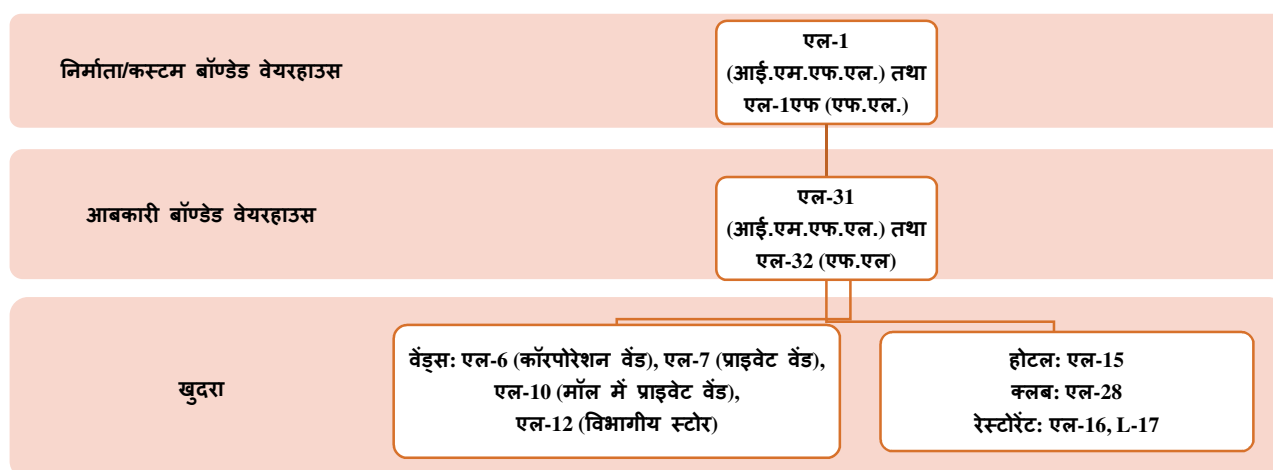 निर्माता/कस्टम बॉण्डेड वेयरहाउस
एल-1
(आई.एम.एफ.एल.) तथा
एल-1एफ (एफ.एल.)
आबकारी बॉण्डेड वेयरहाउस
एल-31
(आई.एम.एफ.एल.) तथा
एल-32 (एफ.एल)
खुदरा
वेंड्स: एल-6 (कॉरपोरेशन वेंड), एल-7 (प्राइवेट वेंड),
एल-10 (मॉल में प्राइवेट वेंड),
एल-12 (विभागीय स्टोर)
होटल: एल-15
क्लब: एल-28
रेस्टोरेंट: एल-16, L-17